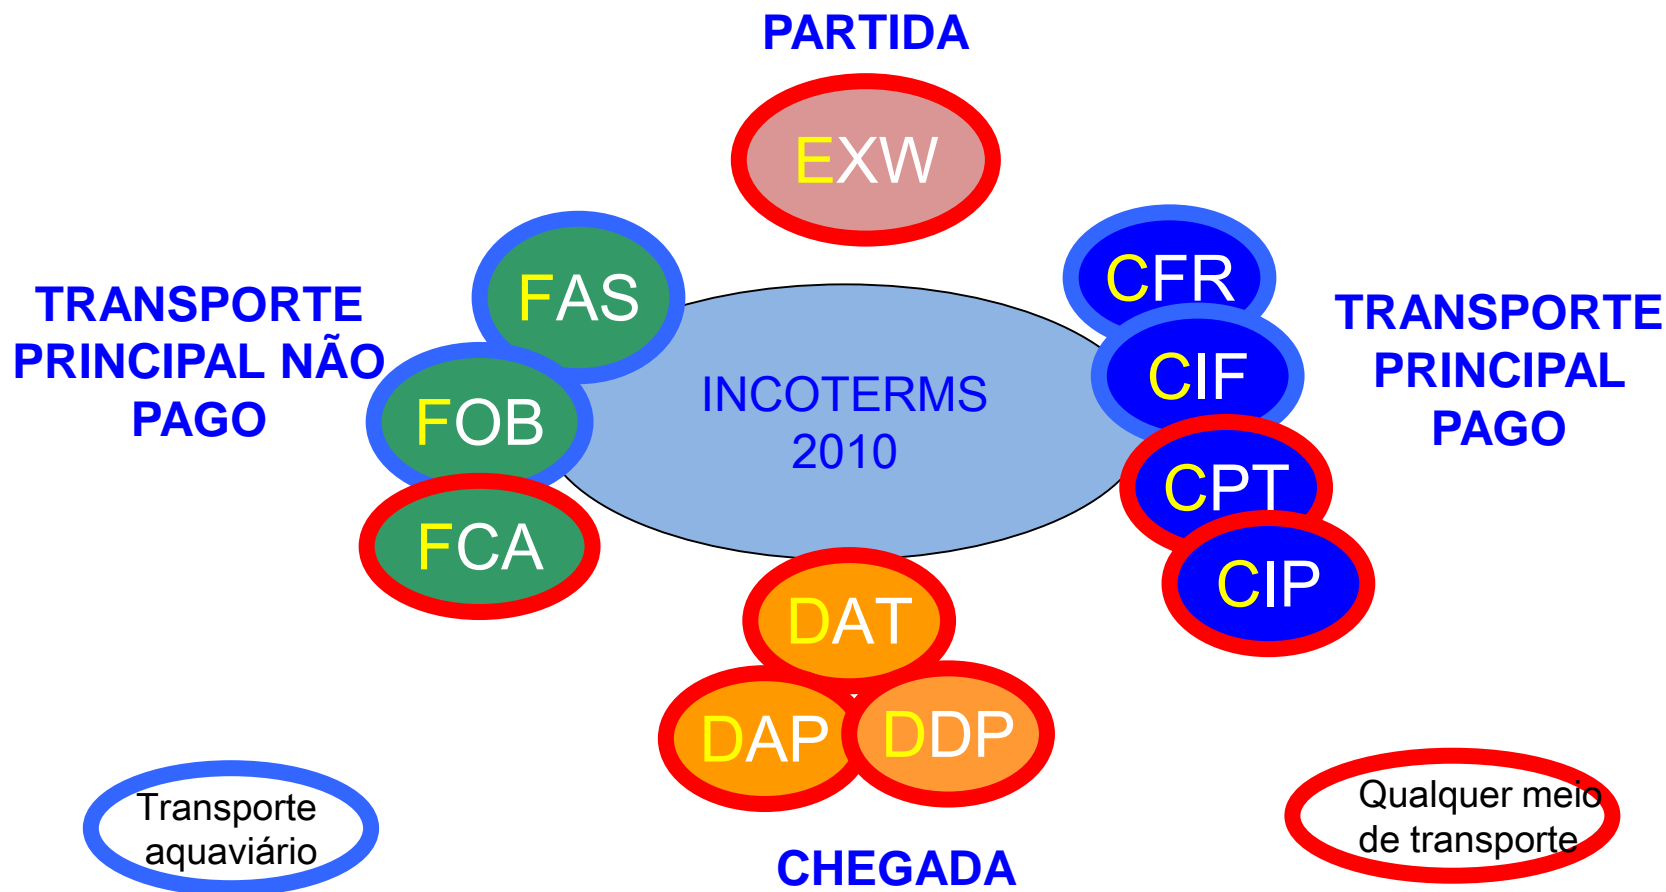 PARTIDA
EXW
FAS
CFR
TRANSPORTE
PRINCIPAL NÃO
PAGO
TRANSPORTE
PRINCIPAL
PAGO
CIF
FOB
INCOTERMS
2010
CPT
FCA
CIP
DAT
DAP
DDP
Transporte
aquaviário
Qualquer meio
de transporte
CHEGADA